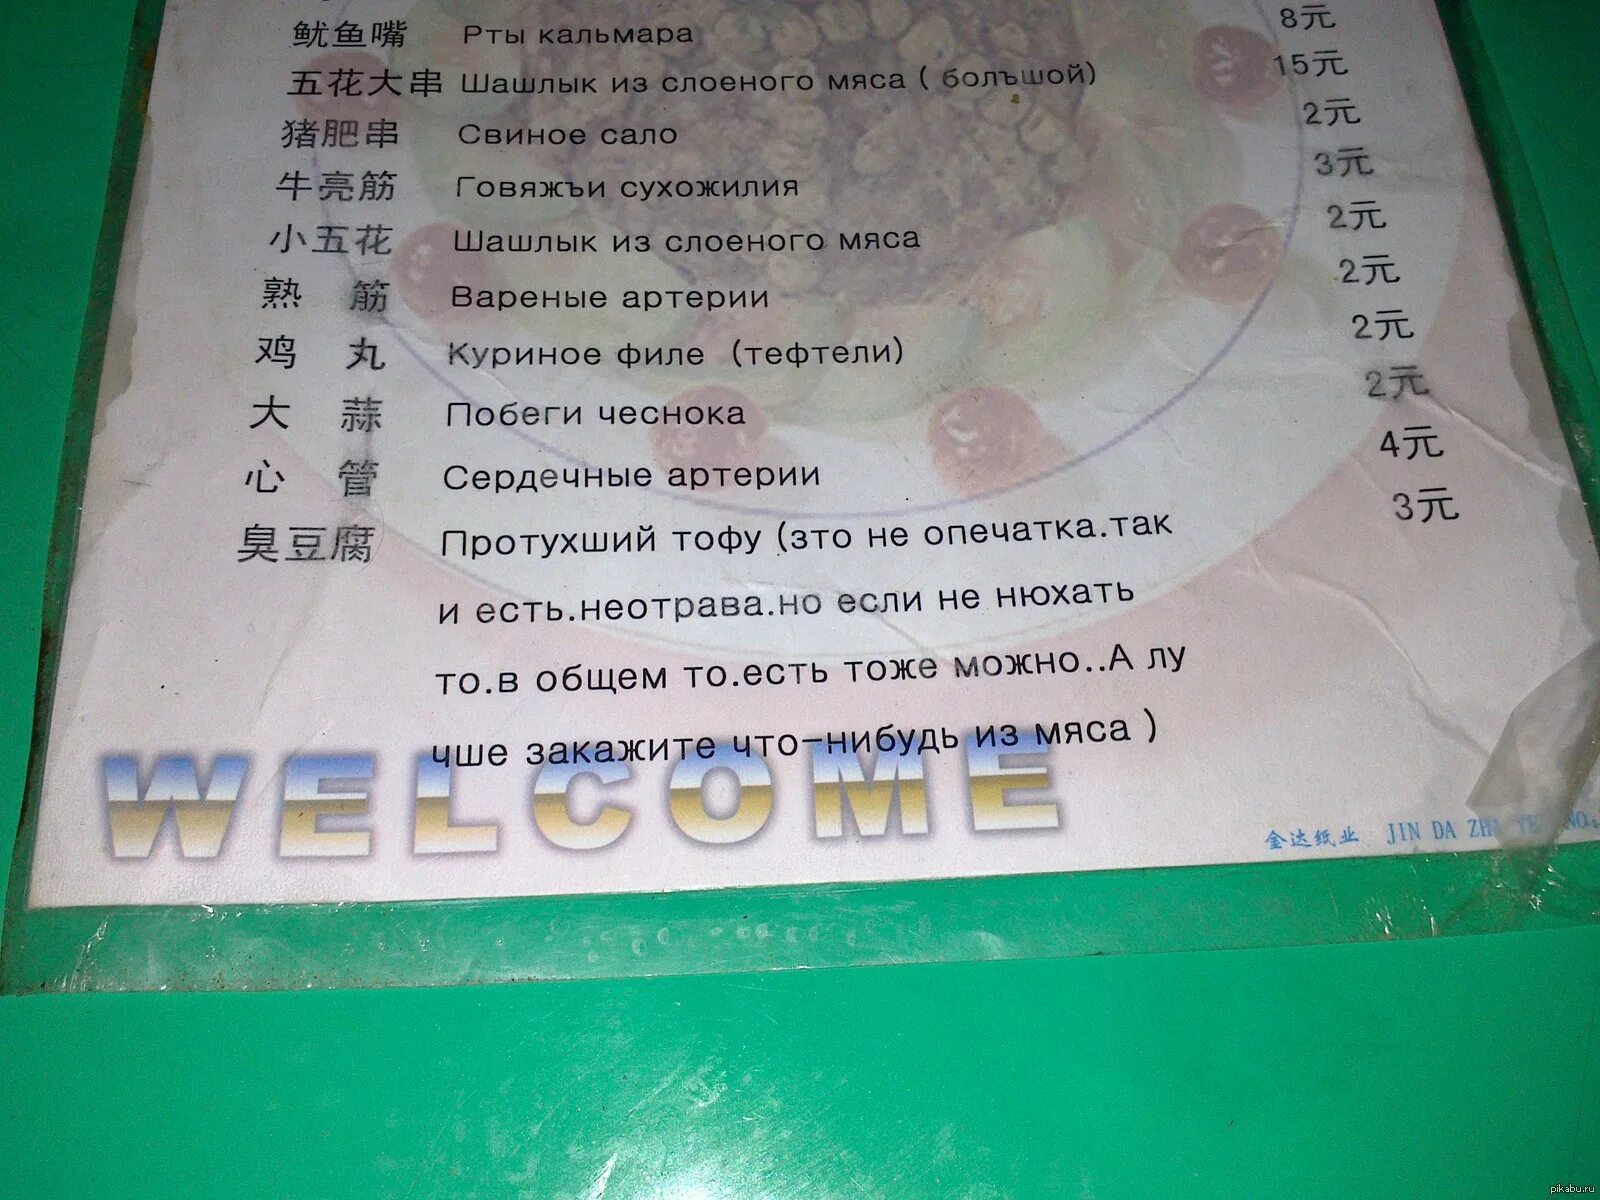 鱿鱼嘴 Рты кальмара 8元
五花大串 Шашлык из слоеного мяса ( болъшой) 15元
猪肥串 Свиное сало 2元
牛亮筋 Говяжъи сухожилия 3元
小五花 Шашлык из слоеного мяса 2元
熟 筋 Вареные артерии 2元
鸡 丸 Куриное филе (тефтели) 2元
大 蒜 Побеги чеснока 2元
心 管 Сердечные артерии 4元
臭豆腐 Протухший тофу (зто не опечатка.так 3元
и есть.неотрава.но если не нюхать
то.в общем то.есть тоже можно..А лу
чше закажите что-нибудь из мяса )
WELCOME
金达纸业 JIN DA
pikabu.ru